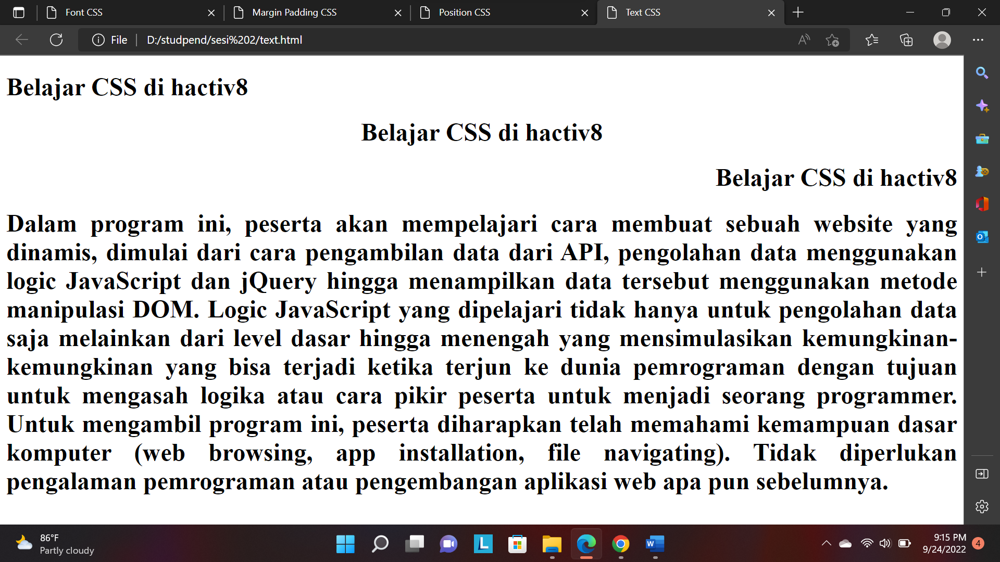 Font CSS
Margin Padding CSS
Position CSS
Text CSS
File
D:/studpend/sesi%202/text.html
Belajar CSS di hactiv8
Belajar CSS di hactiv8
Belajar CSS di hactiv8
Dalam program ini, peserta akan mempelajari cara membuat sebuah website yang
dinamis, dimulai dari cara pengambilan data dari API, pengolahan data menggunakan
logic JavaScript dan jQuery hingga menampilkan data tersebut menggunakan metode
manipulasi DOM. Logic JavaScript yang dipelajari tidak hanya untuk pengolahan data
saja melainkan dari level dasar hingga menengah yang mensimulasikan kemungkinan-
kemungkinan yang bisa terjadi ketika terjun ke dunia pemrograman dengan tujuan
untuk mengasah logika atau cara pikir peserta untuk menjadi seorang programmer.
Untuk mengambil program ini, peserta diharapkan telah memahami kemampuan dasar
komputer (web browsing, app installation, file navigating). Tidak diperlukan
pengalaman pemrograman atau pengembangan aplikasi web apa pun sebelumnya.
86°F
Partly cloudy
9:15 PM
9/24/2022
4